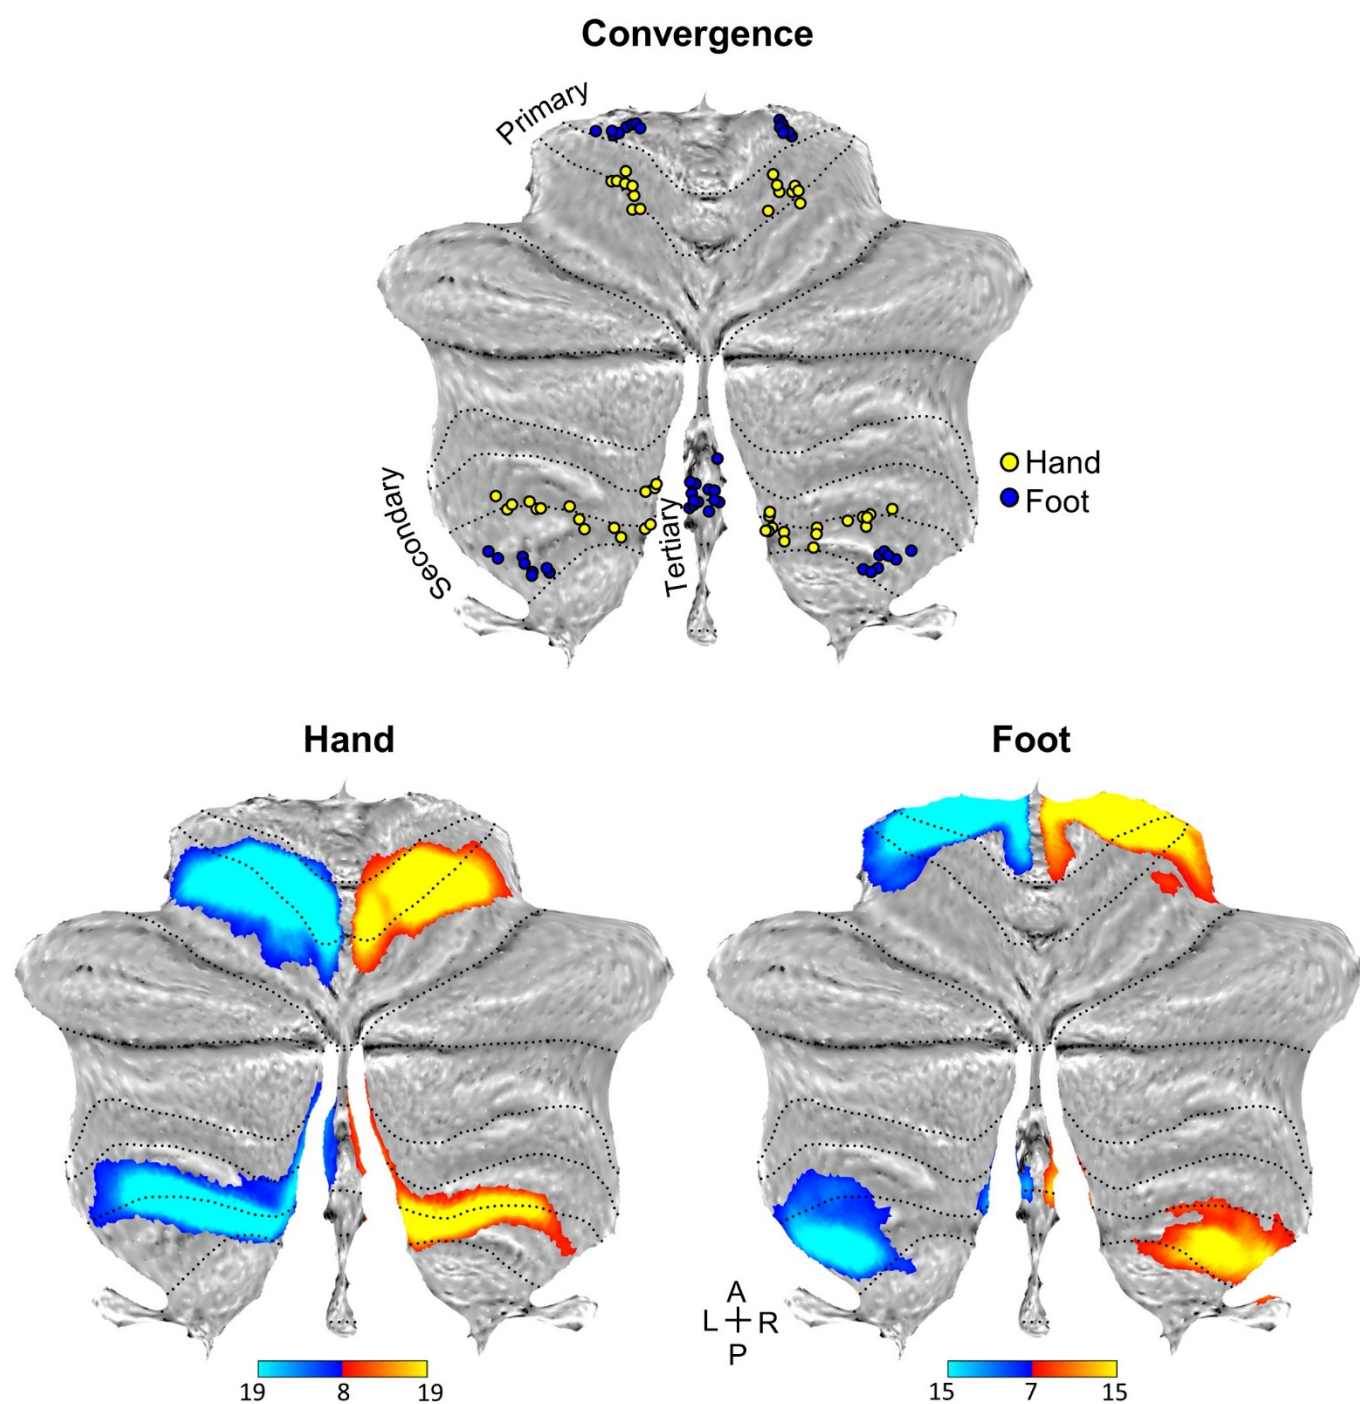 Convergence
Primary
Secondary
Tertiary
Hand
Foot
Hand
Foot
A
L R
P
19 8 19
15 7 15